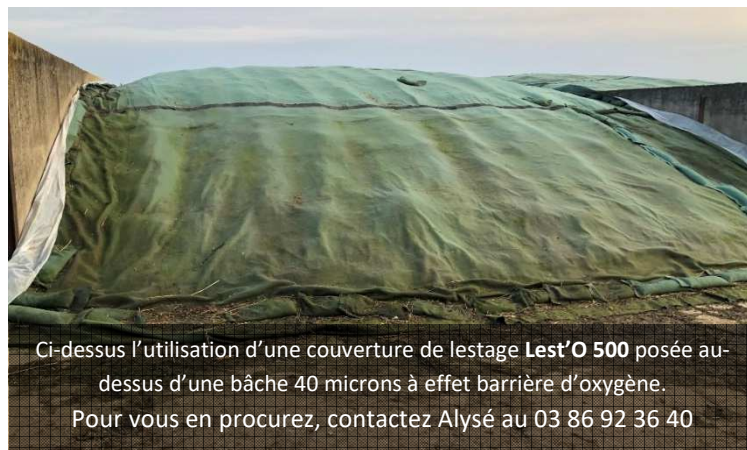 Ci-dessus l’utilisation d’une couverture de lestage Lest’O 500 posée au-
dessus d’une bâche 40 microns à effet barrière d’oxygène.
Pour vous en procurez, contactez Alysé au 03 86 92 36 40